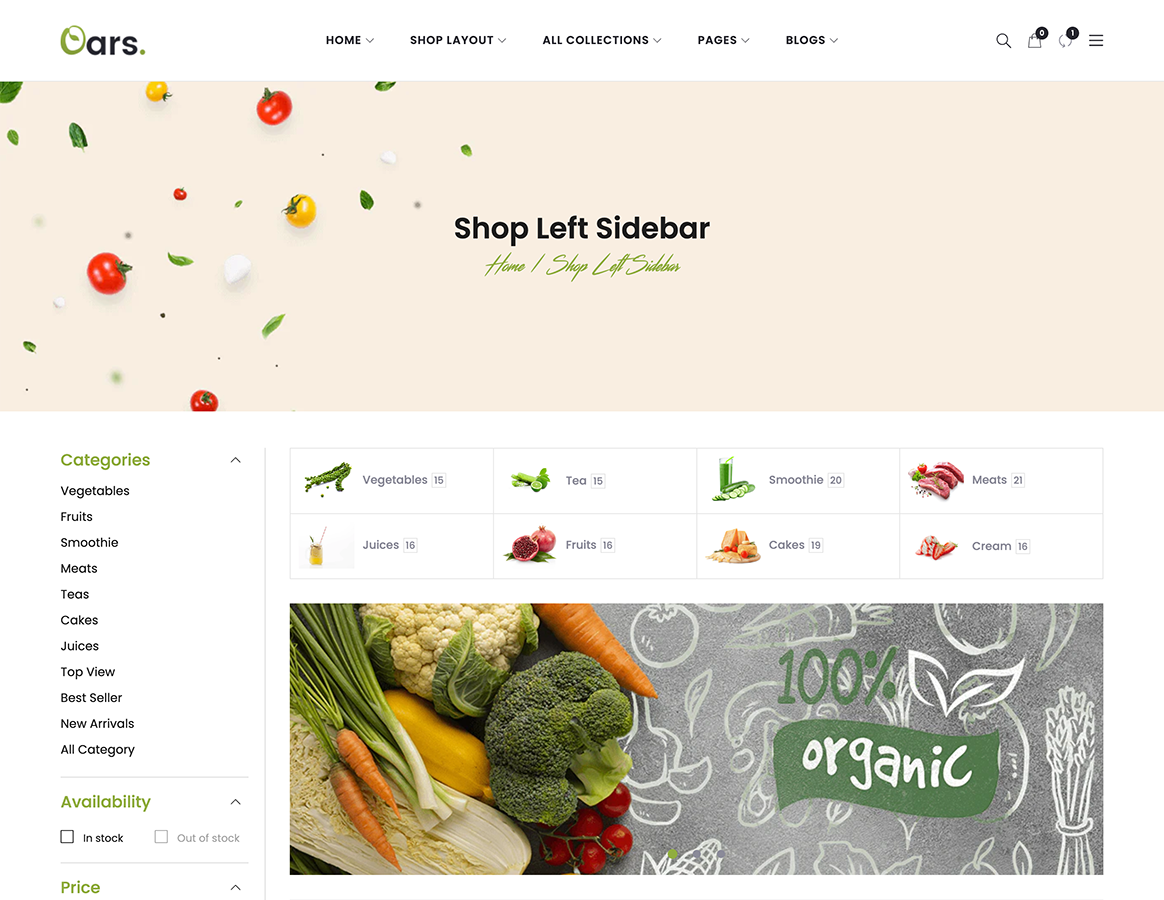 Oars.
HOME
SHOP LAYOUT
ALL COLLECTIONS
PAGES
BLOGS
0
1
Shop Left Sidebar
Home / Shop Left Sidebar
Categories
Vegetables
Fruits
Smoothie
Meats
Teas
Cakes
Juices
Top View
Best Seller
New Arrivals
All Category
Availability
In stock
Out of stock
Price
Vegetables 15
Tea 15
Smoothie 20
Meats 21
Juices 16
Fruits 16
Cakes 19
Cream 16
100%
organic